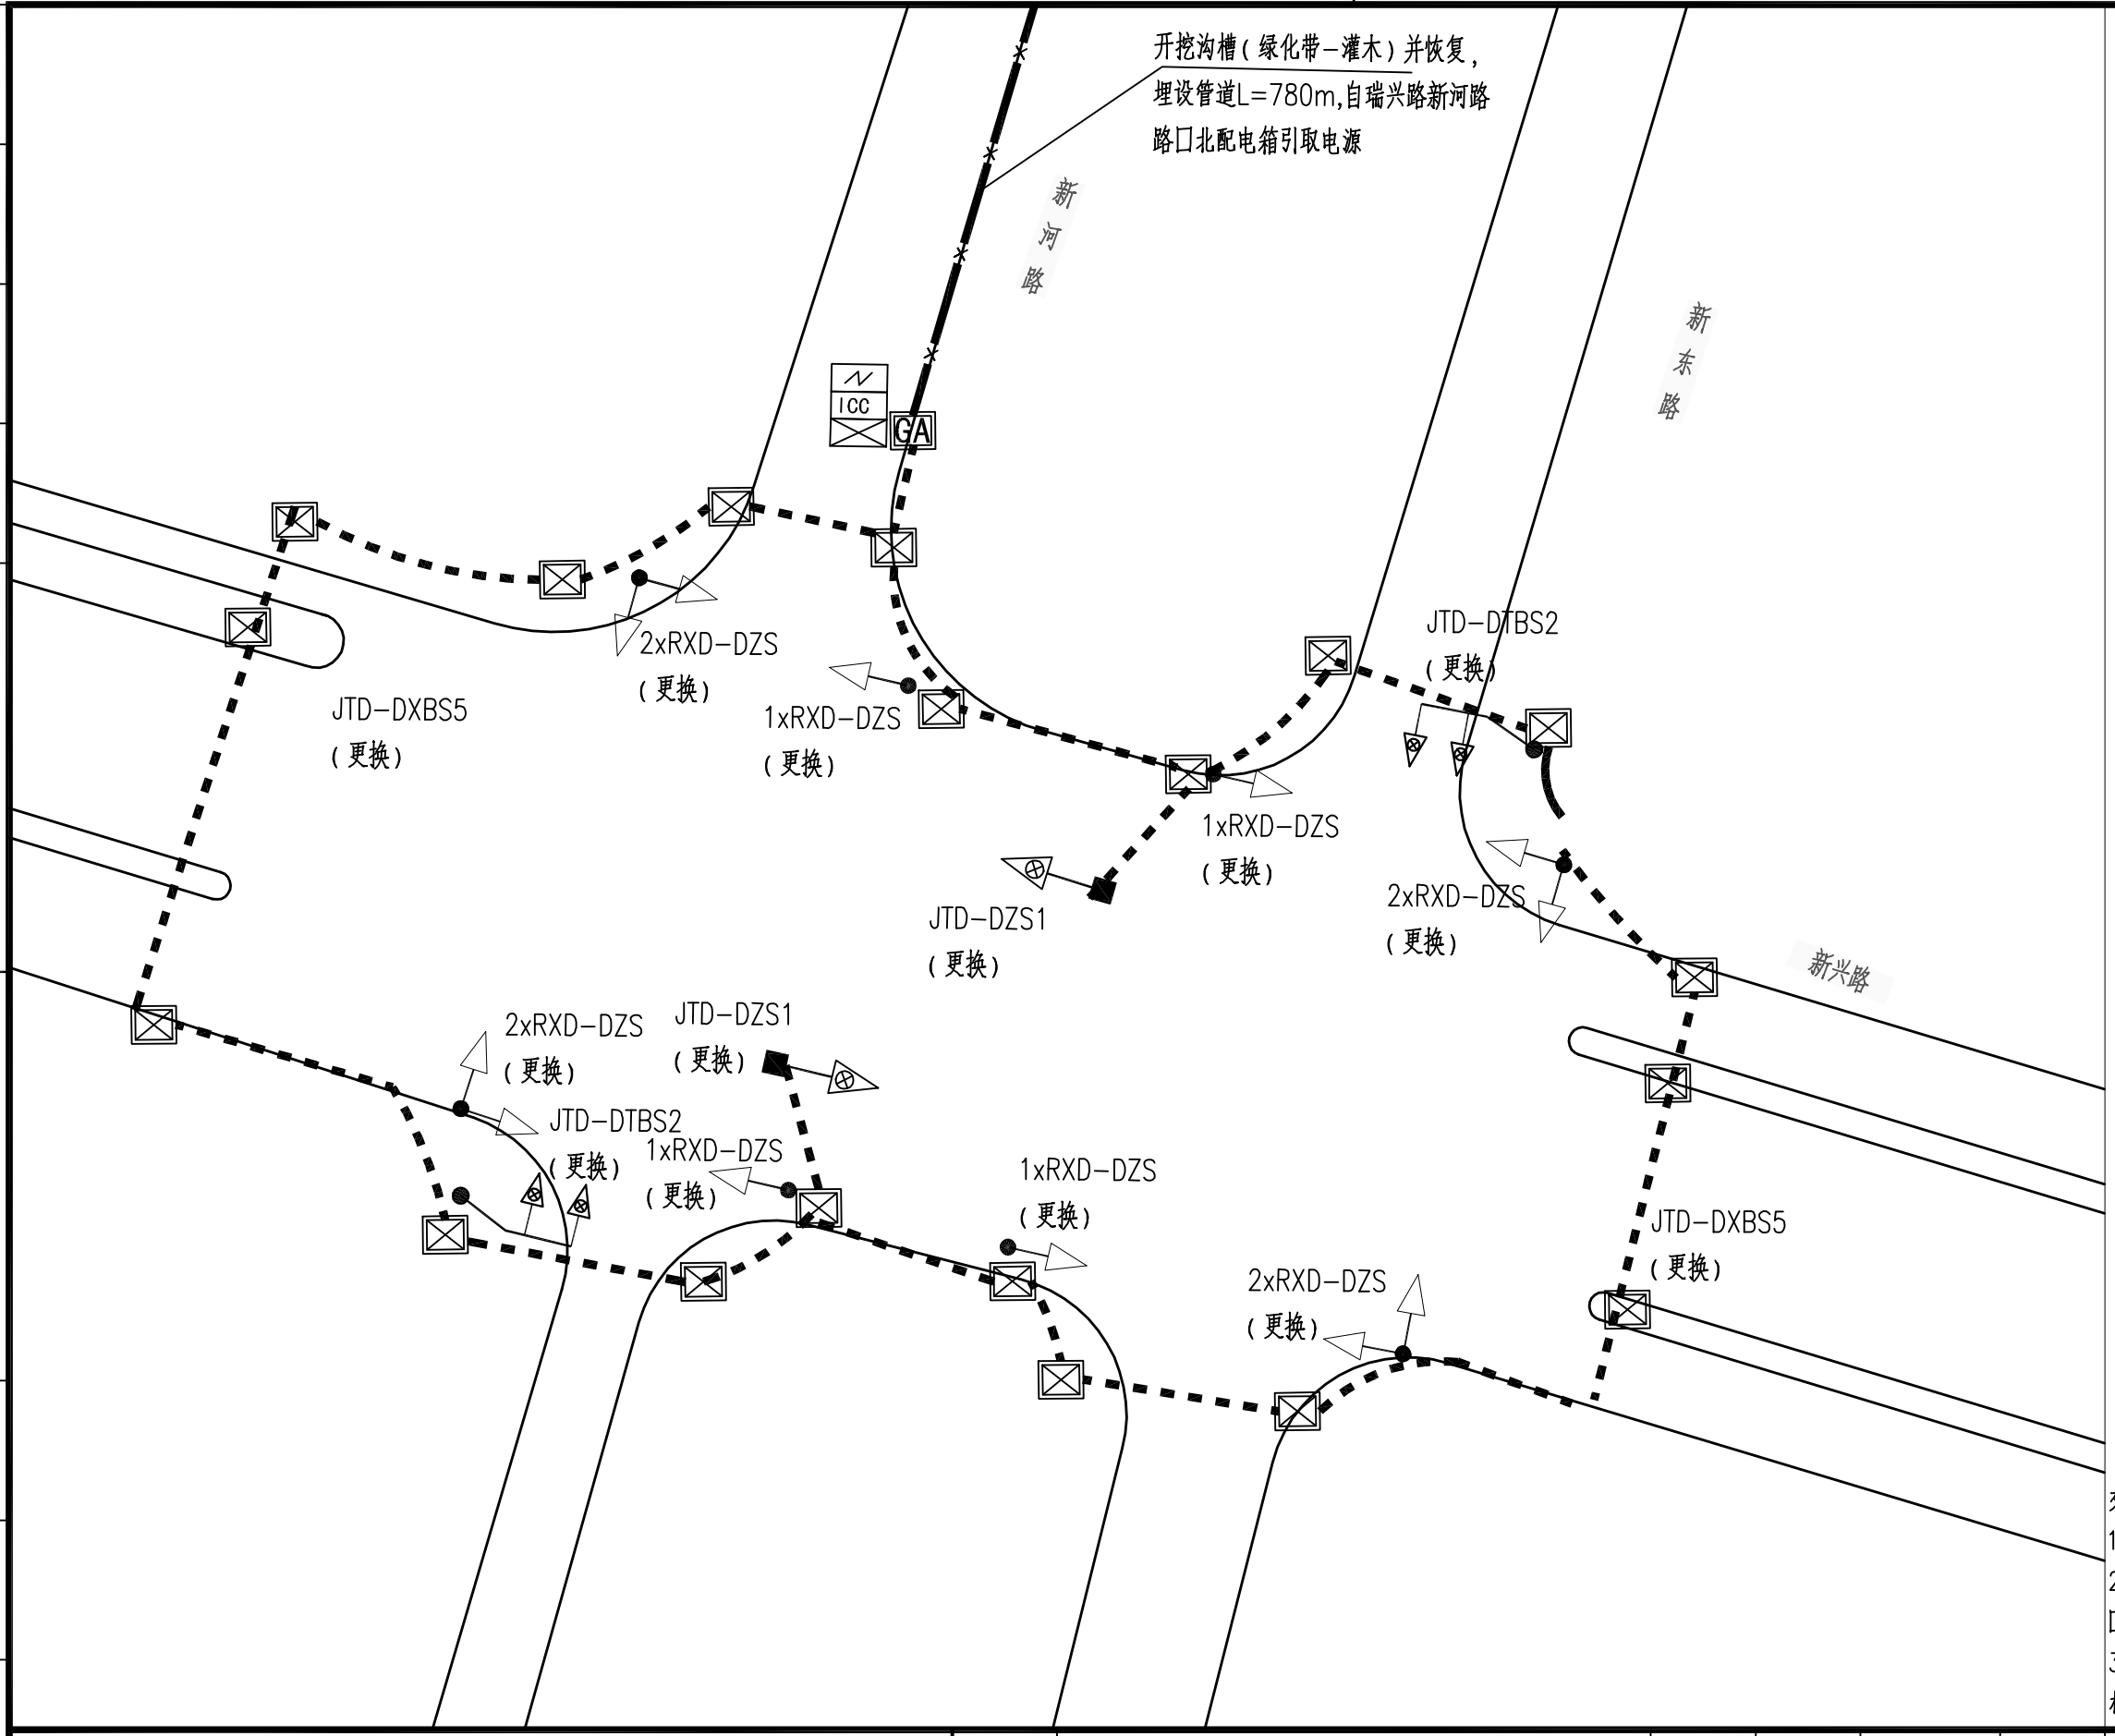 开挖沟槽(绿化带-灌木)并恢复,
埋设管道L=780m,自瑞兴路新河路
路口北配电箱引取电源
新河路
新东路
ICC
GA
JTD-DTBS2
(更换)
2xRXD-DZS
(更换)
JTD-DXBS5
(更换)
1xRXD-DZS
(更换)
1xRXD-DZS
(更换)
2xRXD-DZS
(更换)
JTD-DZS1
(更换)
新兴路
2xRXD-DZS
(更换)
JTD-DZS1
(更换)
JTD-DTBS2
(更换)
1xRXD-DZS
(更换)
1xRXD-DZS
(更换)
JTD-DXBS5
(更换)
2xRXD-DZS
(更换)